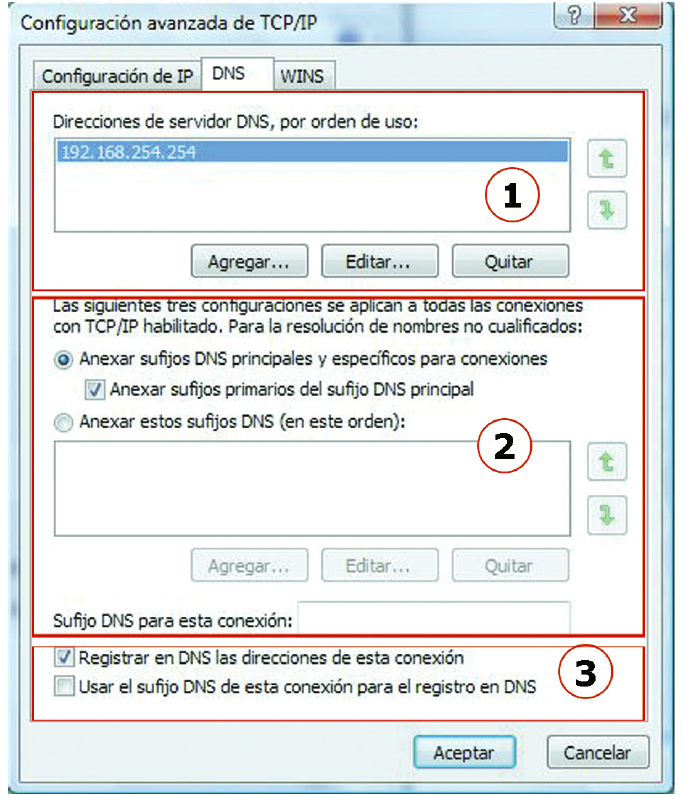 Configuración avanzada de TCP/IP
?
X
Configuración de IP
DNS
WINS
Direcciones de servidor DNS, por orden de uso:
192.168.254.254
1
Agregar...
Editar...
Quitar
Las siguientes tres configuraciones se aplican a todas las conexiones
con TCP/IP habilitado. Para la resolución de nombres no cualificados:
Anexar sufijos DNS principales y específicos para conexiones
Anexar sufijos primarios del sufijo DNS principal
Anexar estos sufijos DNS (en este orden):
2
Agregar...
Editar...
Quitar
Sufijo DNS para esta conexión:
Registrar en DNS las direcciones de esta conexión
3
Usar el sufijo DNS de esta conexión para el registro en DNS
Aceptar
Cancelar